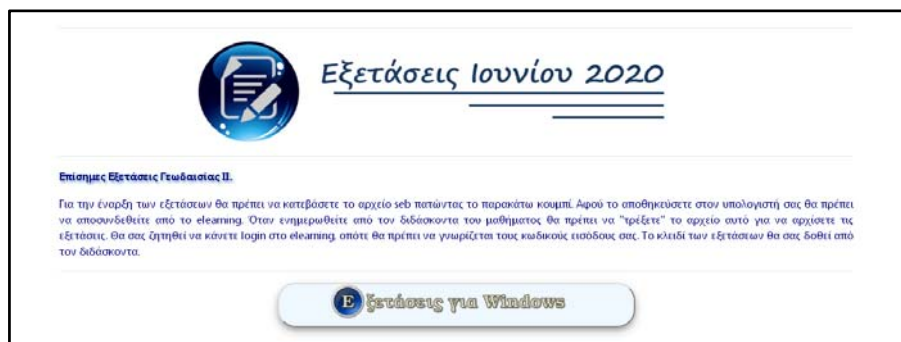 Εξετάσεις Ιουνίου 2020
Επίσημες Εξετάσεις Γεωδαισίας ΙΙ.
Για την έναρξη των εξετάσεων θα πρέπει να κατεβάσετε το αρχείο seb πατώντας το παρακάτω κουμπί. Αφού το αποθηκεύσετε στον υπολογιστή σας θα πρέπει
να αποσυνδεθείτε από το elearning. Όταν ενημερωθείτε από τον διδάσκοντα του μαθήματος θα πρέπει να "τρέξετε" το αρχείο αυτό για να αρχίσετε τις
εξετάσεις. Θα σας ζητηθεί να κάνετε login στο elearning, οπότε θα πρέπει να γνωρίζεται τους κωδικούς εισόδους σας. Το κλειδί των εξετάσεων θα σας δοθεί από
τον διδάσκοντα.
Εξετάσεις για Windows